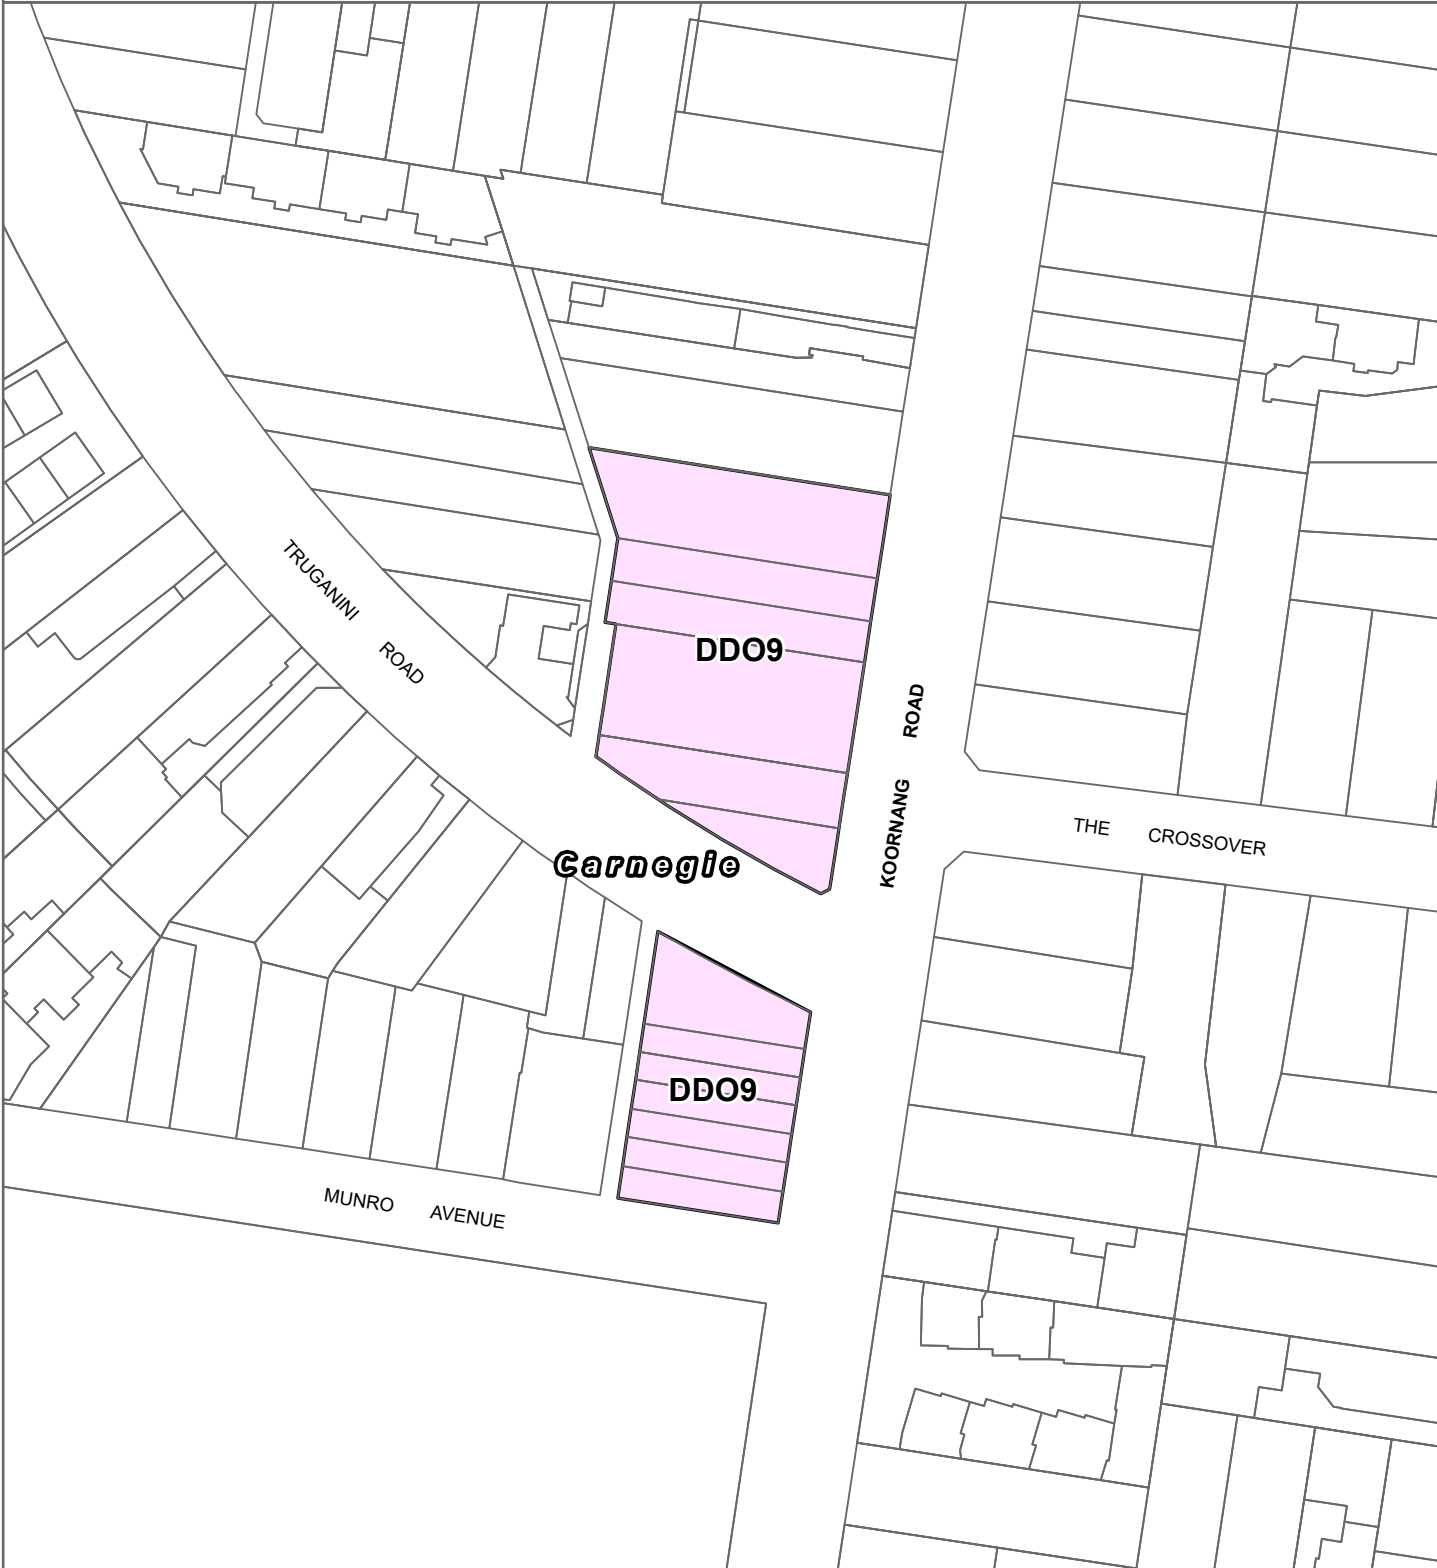 TRUGANINI ROAD
DDO9
KOORNANG ROAD
THE CROSSOVER
Carnegie
DDO9
MUNRO AVENUE